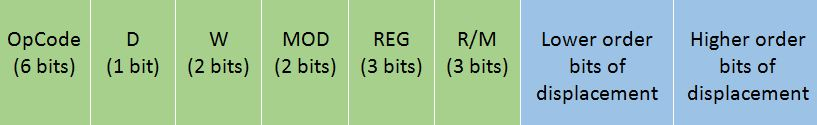 OpCode
(6 bits)
D
(1 bit)
W
(2 bits)
MOD
(2 bits)
REG
(3 bits)
R/M
(3 bits)
Lower order
bits of
displacement
Higher order
bits of
displacement